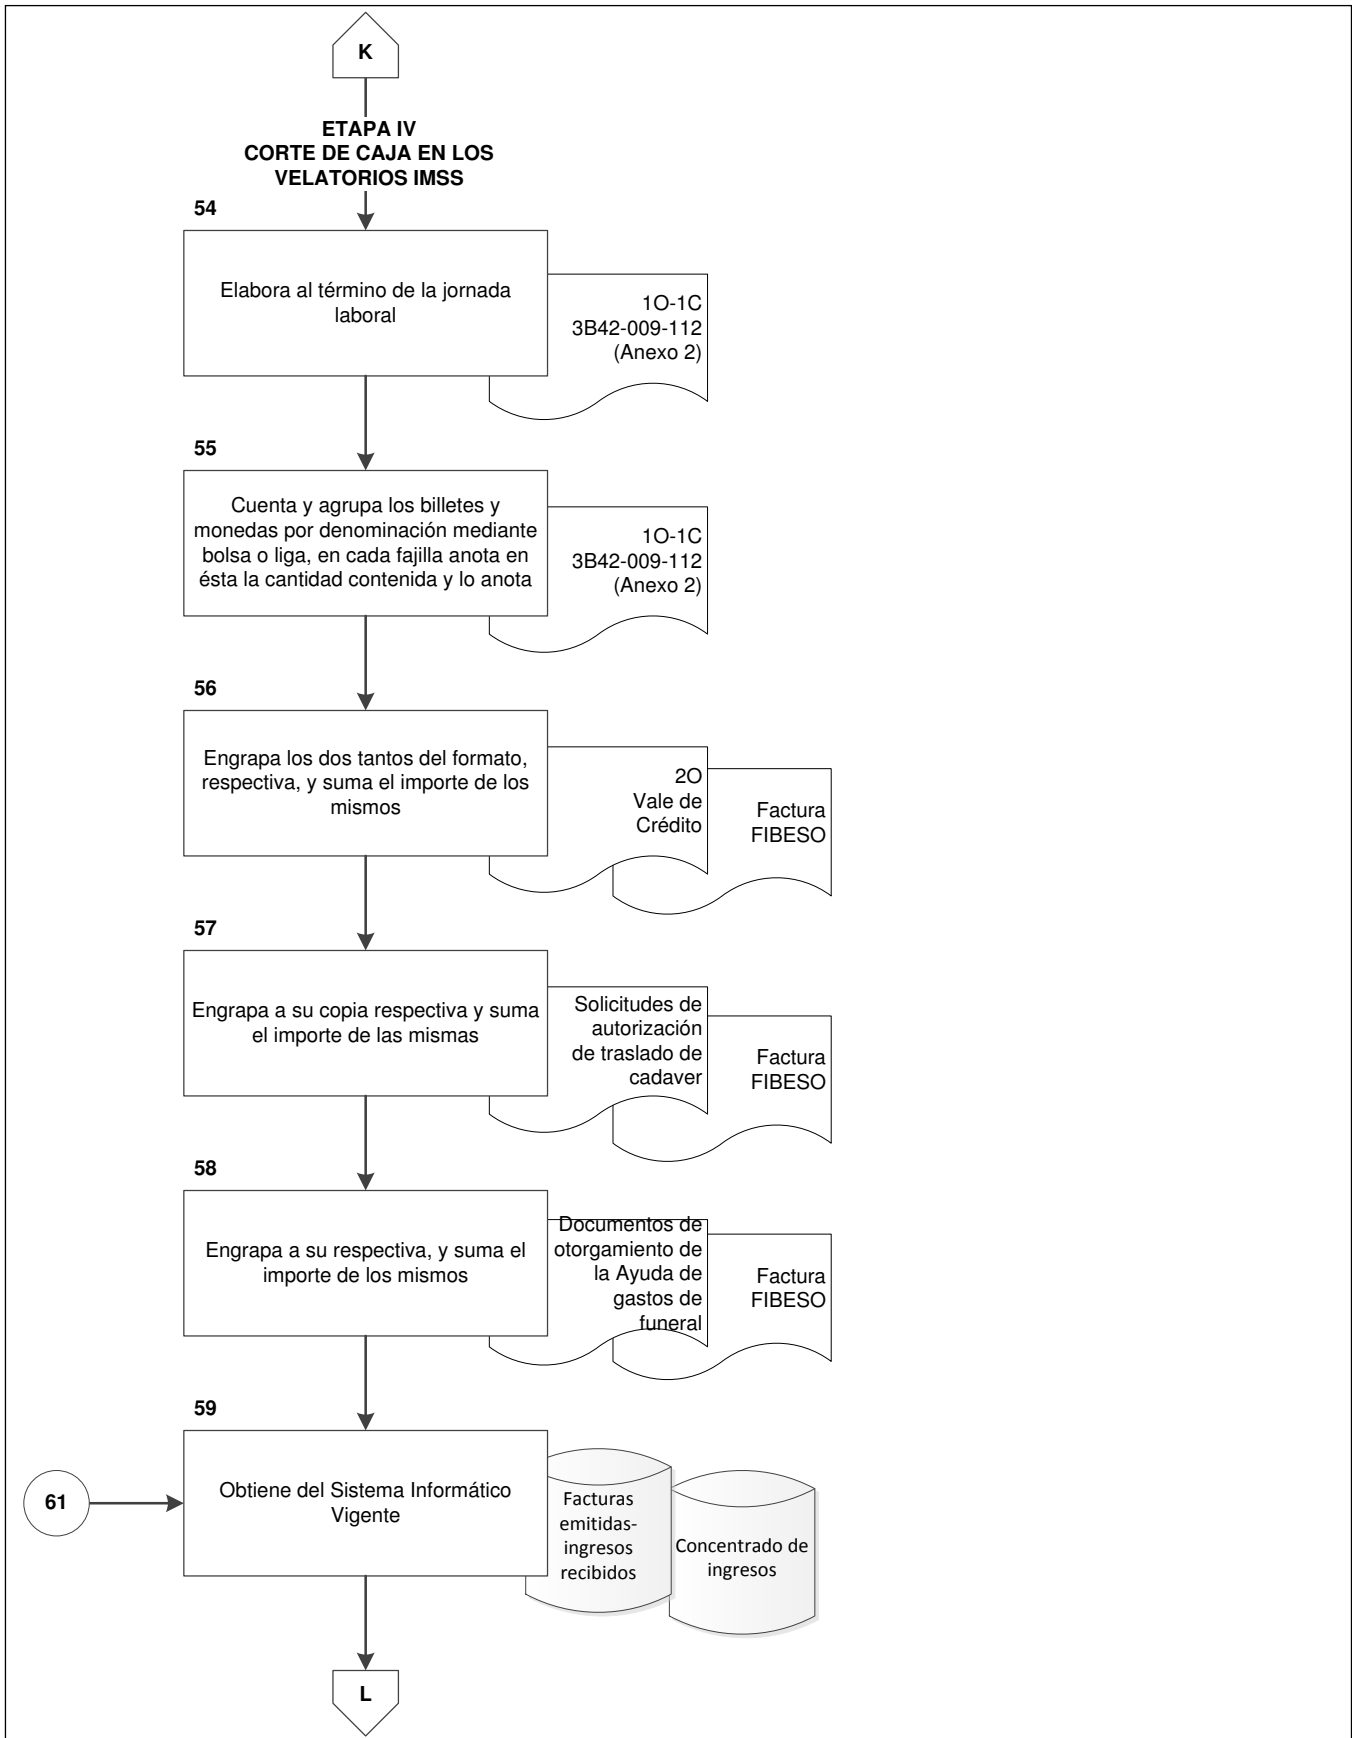 K
ETAPA IV
CORTE DE CAJA EN LOS
VELATORIOS IMSS
54
Elabora al término de la jornada
laboral
1O-1C
3B42-009-112
(Anexo 2)
55
Cuenta y agrupa los billetes y
monedas por denominación mediante
bolsa o liga, en cada fajilla anota en
ésta la cantidad contenida y lo anota
1O-1C
3B42-009-112
(Anexo 2)
56
Engrapa los dos tantos del formato,
respectiva, y suma el importe de los
mismos
2O
Vale de
Crédito
Factura
FIBESO
57
Engrapa a su copia respectiva y suma
el importe de las mismas
Solicitudes de
autorización
de traslado de
cadaver
Factura
FIBESO
58
Engrapa a su respectiva, y suma el
importe de los mismos
Documentos de
otorgamiento de
la Ayuda de
gastos de
funeral
Factura
FIBESO
59
61
Obtiene del Sistema Informático
Vigente
Facturas
emitidas-
ingresos
recibidos
Concentrado de
ingresos
L